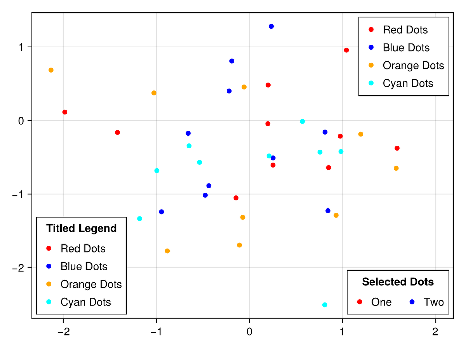 1
0
−1
−2
−2
−1
0
1
2
Red Dots
Blue Dots
Orange Dots
Cyan Dots
Titled Legend
Red Dots
Blue Dots
Orange Dots
Cyan Dots
Selected Dots
One Two